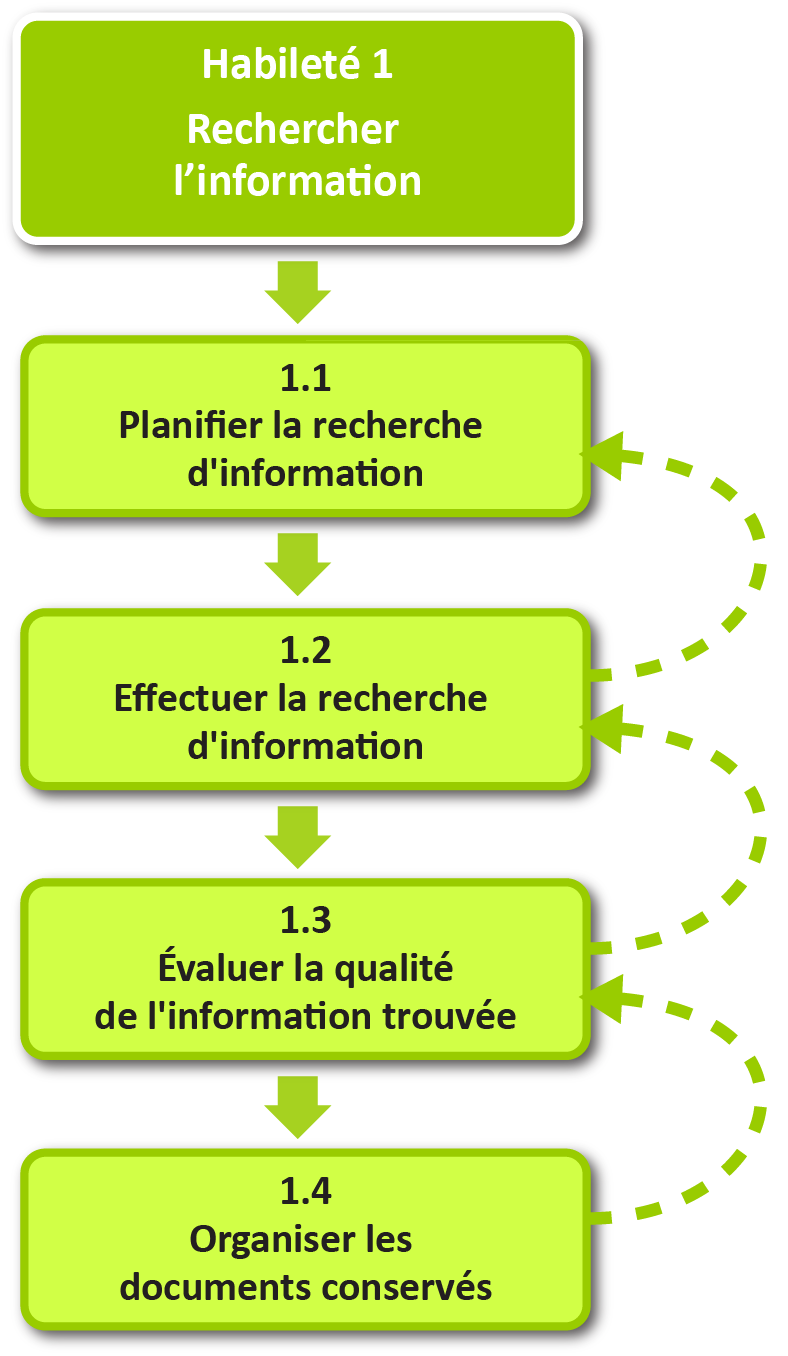 Habileté 1
Rechercher
l’information
1.1
Planifier la recherche
d'information
1.2
Effectuer la recherche
d'information
1.3
Évaluer la qualité
de l'information trouvée
1.4
Organiser les
documents conservés